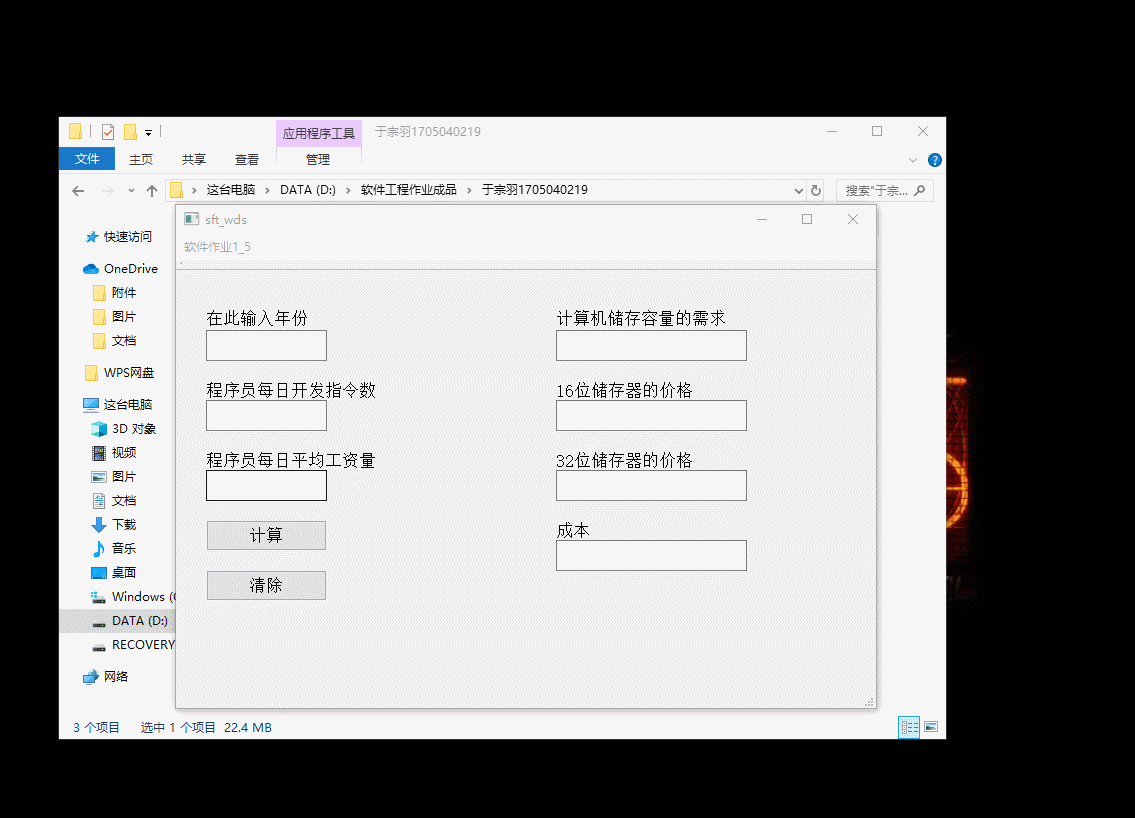 应用程序工具
于宗羽1705040219
文件
主页
共享
查看
管理
这台电脑 > DATA (D:) > 软件工程作业成品 > 于宗羽1705040219
搜索"于宗...
快速访问
OneDrive
附件
图片
文档
WPS网盘
这台电脑
3D 对象
视频
图片
文档
下载
音乐
桌面
Windows (
DATA (D:)
RECOVERY
网络
3 个项目
选中 1 个项目 22.4 MB
sft_wds
软件作业1_5
在此输入年份
程序员每日开发指令数
程序员每日平均工资量
计算
清除
计算机储存容量的需求
16位储存器的价格
32位储存器的价格
成本